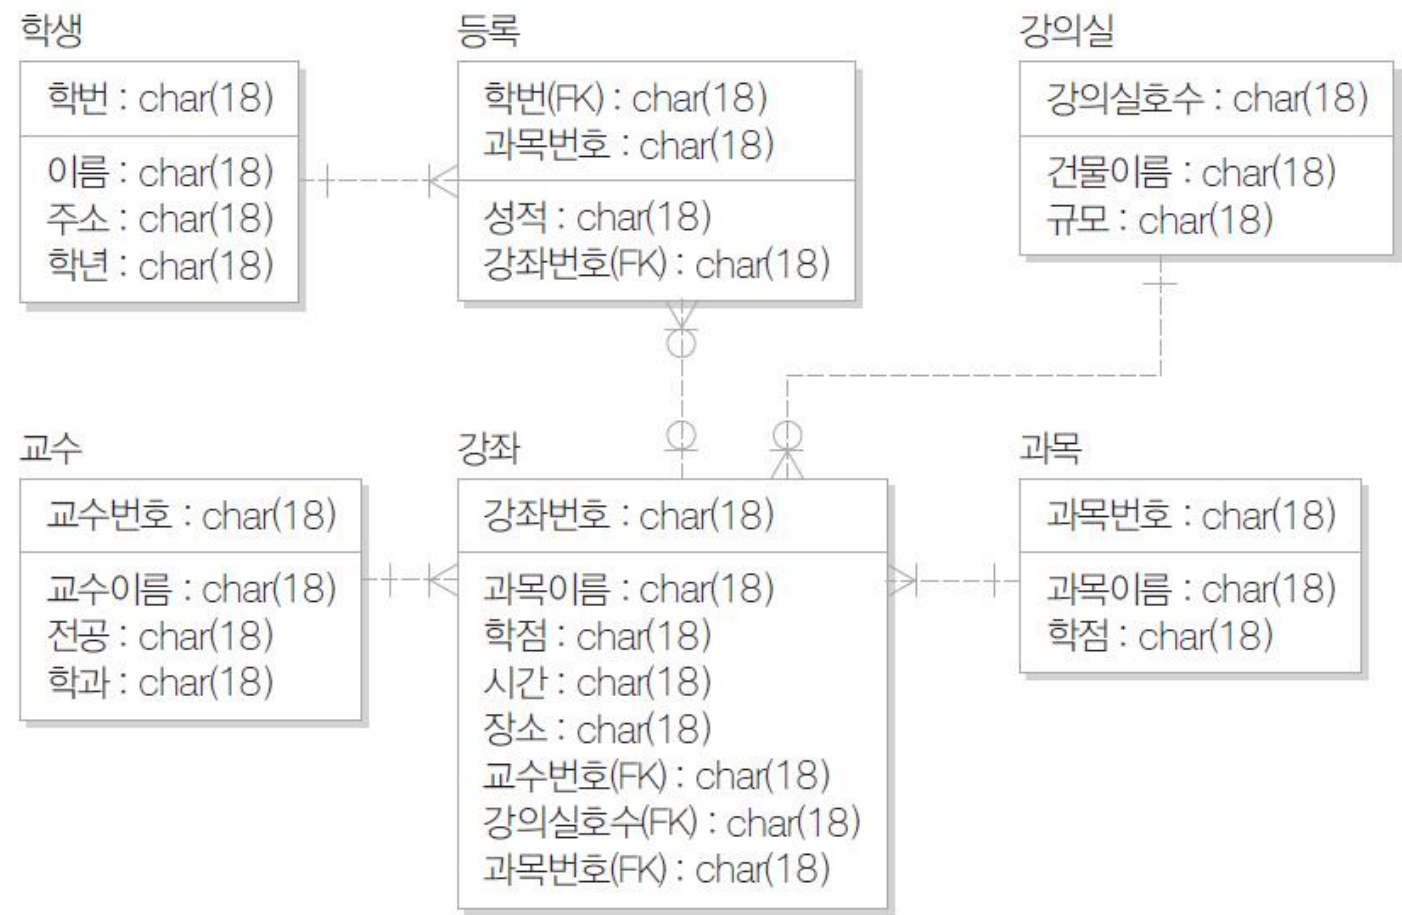 학생
학번 : char(18)
이름 : char(18)
주소 : char(18)
학년 : char(18)
등록
학번(FK) : char(18)
과목번호 : char(18)
성적 : char(18)
강좌번호(FK) : char(18)
강의실
강의실호수 : char(18)
건물이름 : char(18)
규모 : char(18)
교수
교수번호 : char(18)
교수이름 : char(18)
전공 : char(18)
학과 : char(18)
강좌
강좌번호 : char(18)
과목이름 : char(18)
학점 : char(18)
시간 : char(18)
장소 : char(18)
교수번호(FK) : char(18)
강의실호수(FK) : char(18)
과목번호(FK) : char(18)
과목
과목번호 : char(18)
과목이름 : char(18)
학점 : char(18)